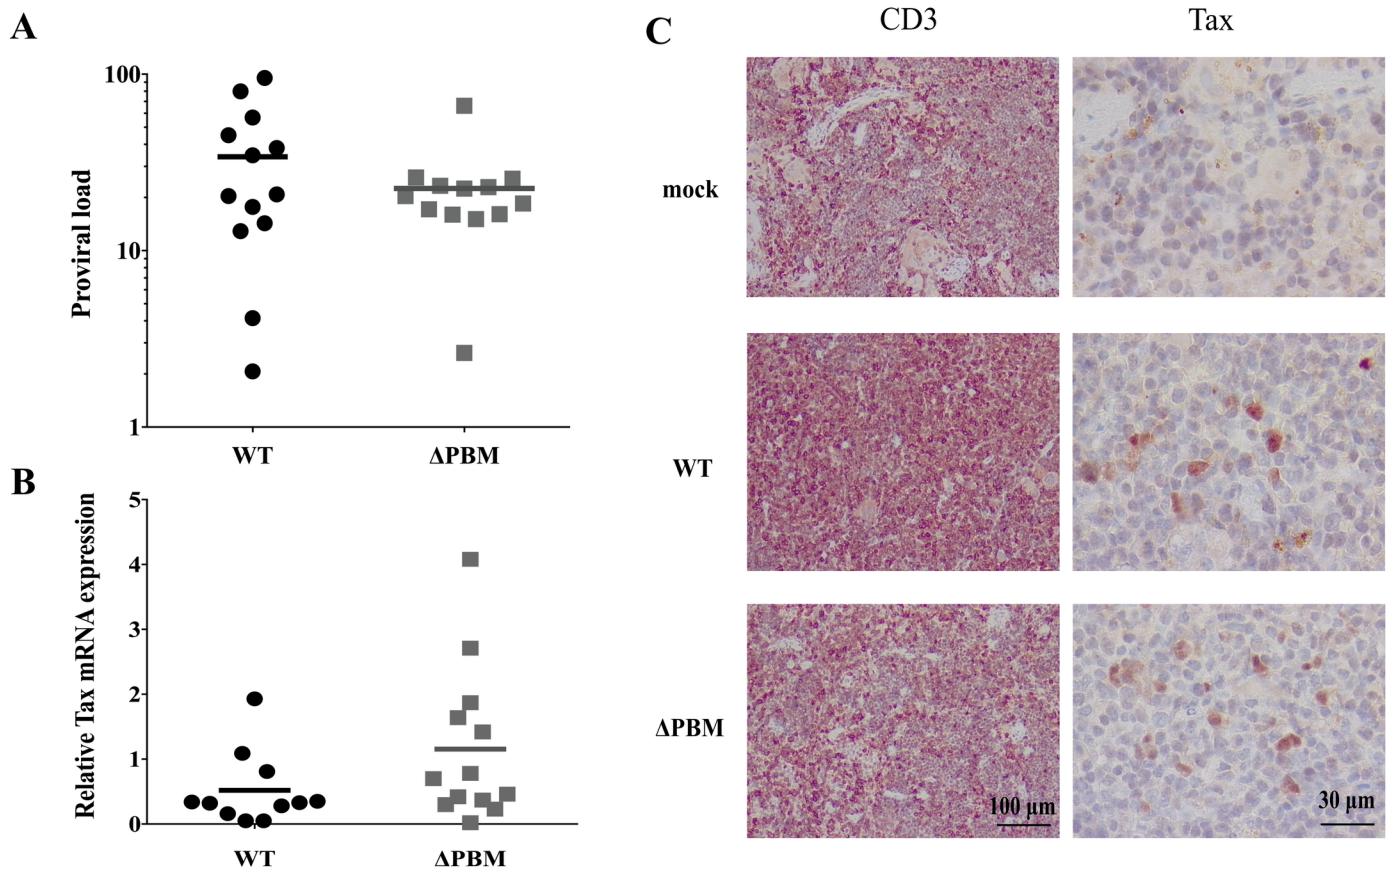 A
100
10
1
Proviral load
WT
ΔPBM
B
5
4
3
2
1
0
Relative Tax mRNA expression
WT
ΔPBM
C
CD3
Tax
mock
WT
ΔPBM
100 µm
30 µm